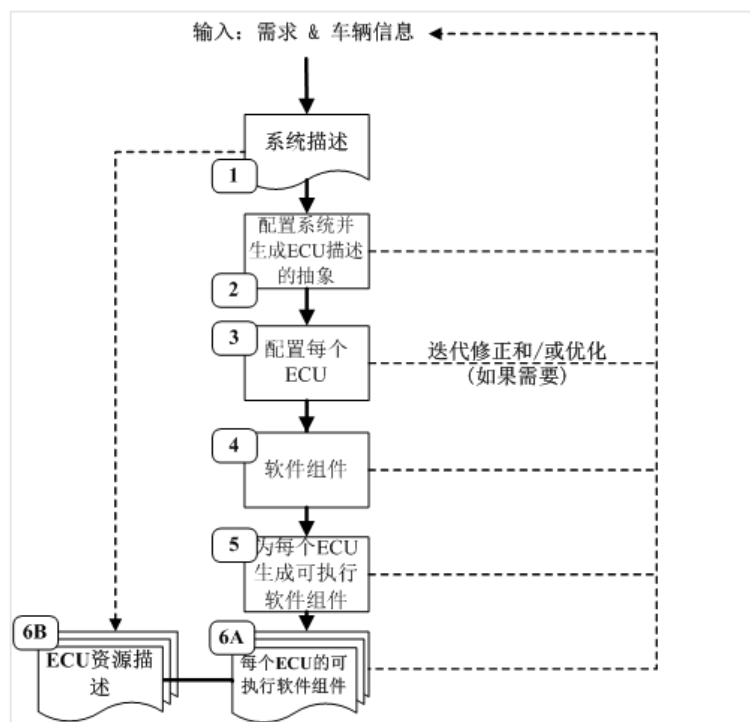 输入：需求 & 车辆信息
系统描述
1
配置系统并
生成ECU描述
的抽象
2
3
配置每个
ECU
迭代修正和/或优化
(如果需要)
4
软件组件
5
为每个ECU
生成可执行
软件组件
6B
ECU资源描
述
6A
每个ECU的可
执行软件组件